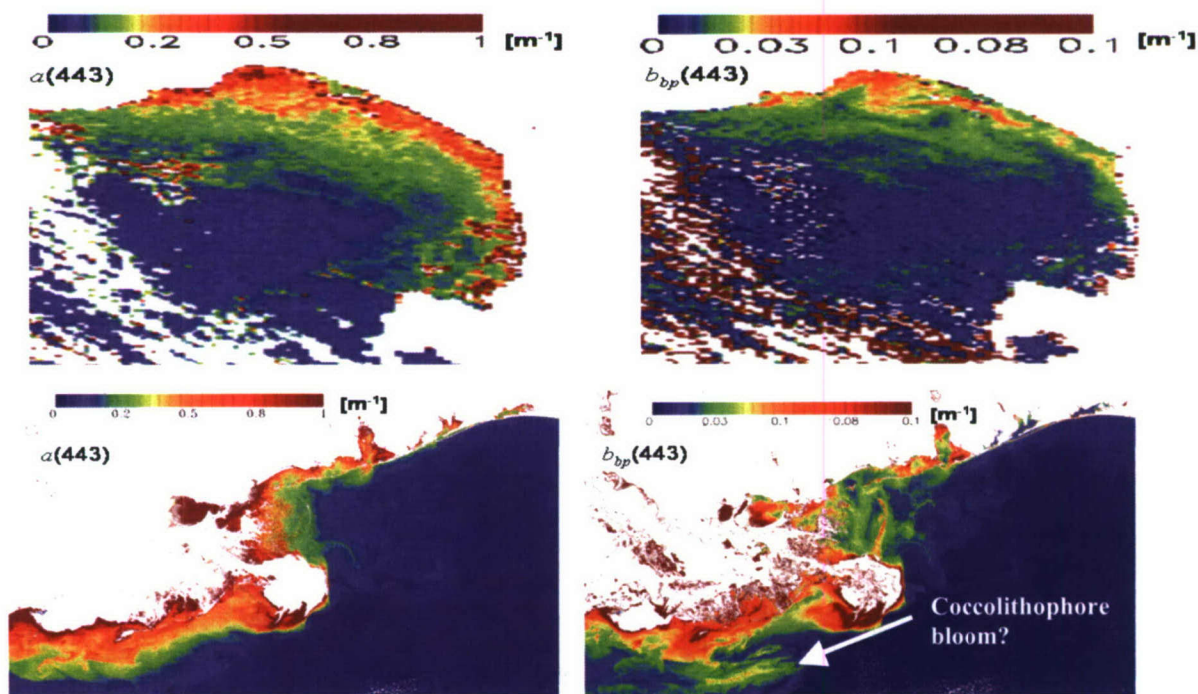 0 0.2 0.5 0.8 1 [m⁻¹]
a(443)
0 0.03 0.1 0.08 0.1 [m⁻¹]
b_bp(443)
0 0.2 0.5 0.8 1 [m⁻¹]
a(443)
0 0.03 0.1 0.08 0.1 [m⁻¹]
b_bp(443)
Coccolithophore
bloom?